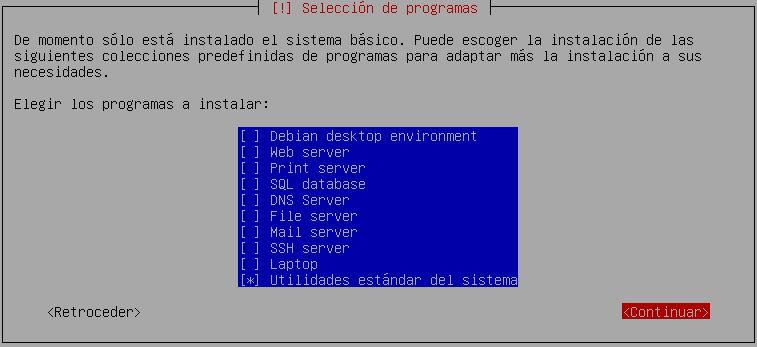 [!] Selección de programas
De momento sólo está instalado el sistema básico. Puede escoger la instalación de las
siguientes colecciones predefinidas de programas para adaptar más la instalación a sus
necesidades.
Elegir los programas a instalar:
[ ] Debian desktop environment
[ ] Web server
[ ] Print server
[ ] SQL database
[ ] DNS Server
[ ] File server
[ ] Mail server
[ ] SSH server
[ ] Laptop
[*] Utilidades estándar del sistema
<Retroceder> <Continuar>